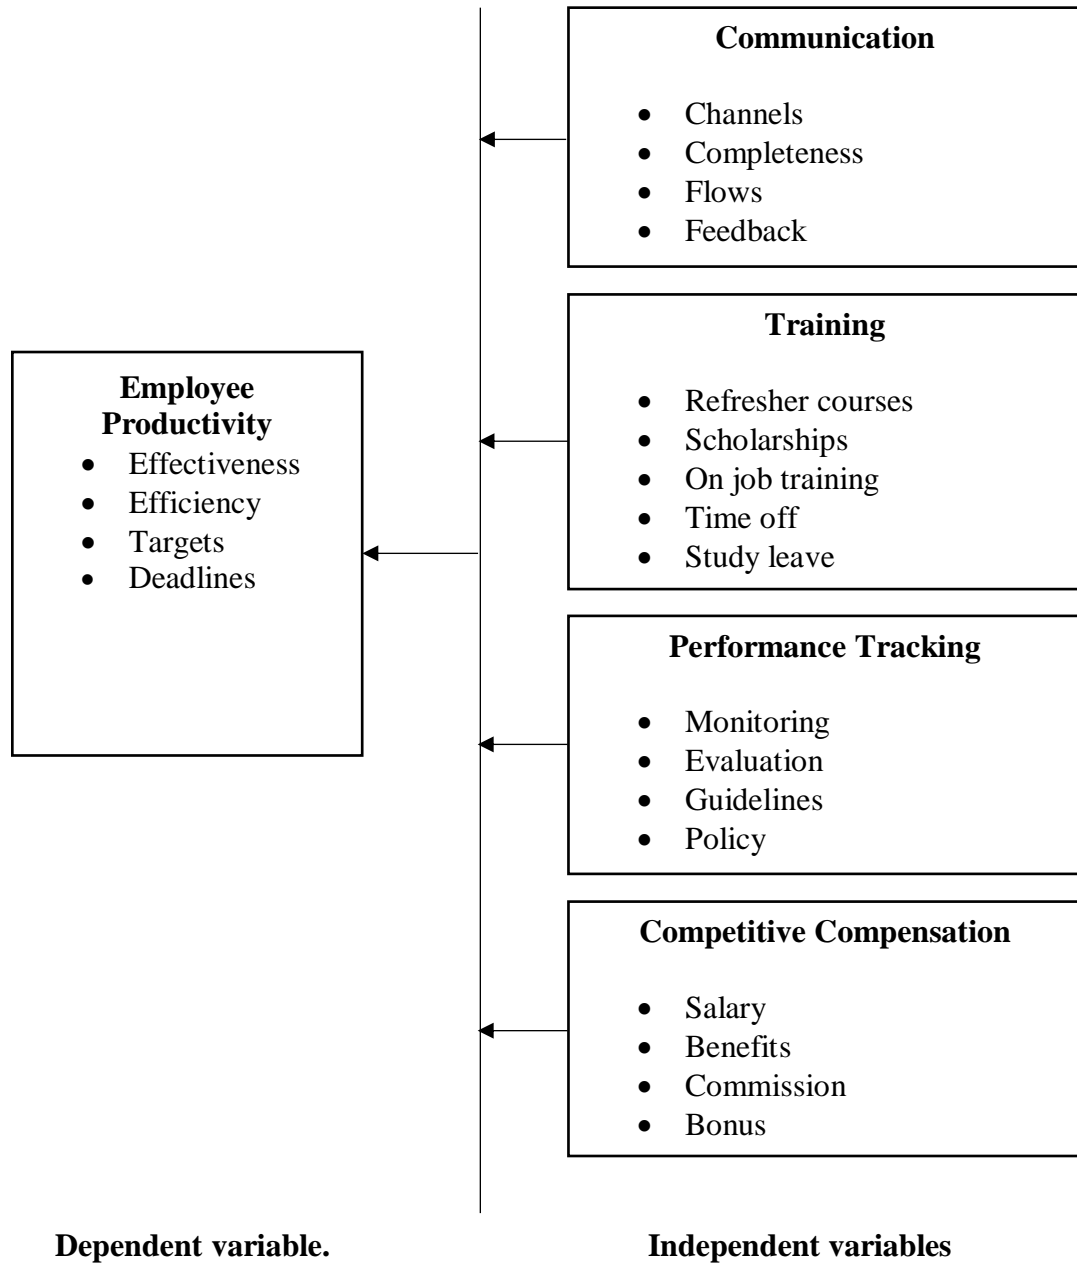 Communication
• Channels
• Completeness
• Flows
• Feedback
Training
• Refresher courses
• Scholarships
• On job training
• Time off
• Study leave
Employee
Productivity
• Effectiveness
• Efficiency
• Targets
• Deadlines
Performance Tracking
• Monitoring
• Evaluation
• Guidelines
• Policy
Competitive Compensation
• Salary
• Benefits
• Commission
• Bonus
Dependent variable.
Independent variables